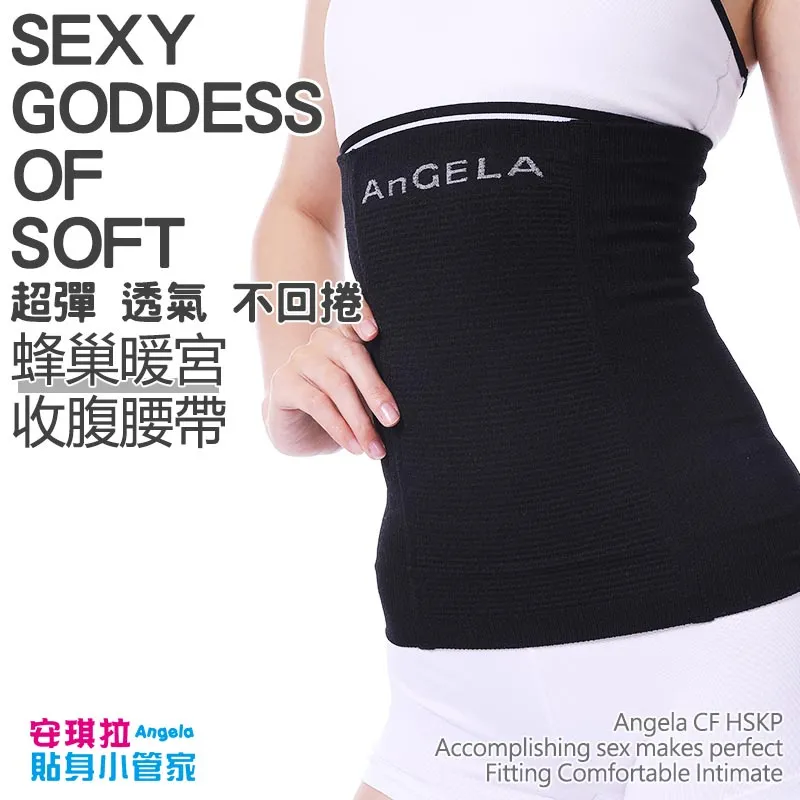 SEXY
GODDESS
OF
SOFT
超彈 透氣 不回捲
蜂巢暖宮
收腹腰帶
AnGELA
安琪拉 Angela
貼身小管家
Angela CF HSKP
Accomplishing sex makes perfect
Fitting Comfortable Intimate